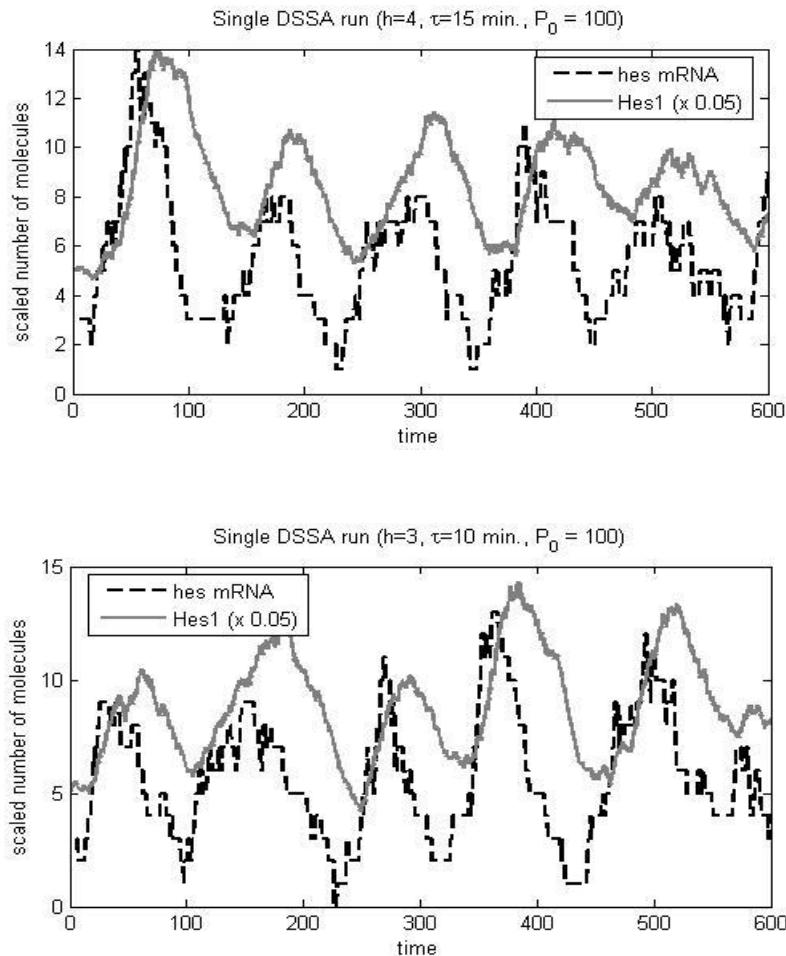 Single DSSA run (h=4, τ=15 min., P₀ = 100)
scaled number of molecules
14
12
10
8
6
4
2
0
hes mRNA
Hes1 (x 0.05)
0 100 200 300 400 500 600
time
Single DSSA run (h=3, τ=10 min., P₀ = 100)
scaled number of molecules
15
10
5
0
hes mRNA
Hes1 (x 0.05)
0 100 200 300 400 500 600
time